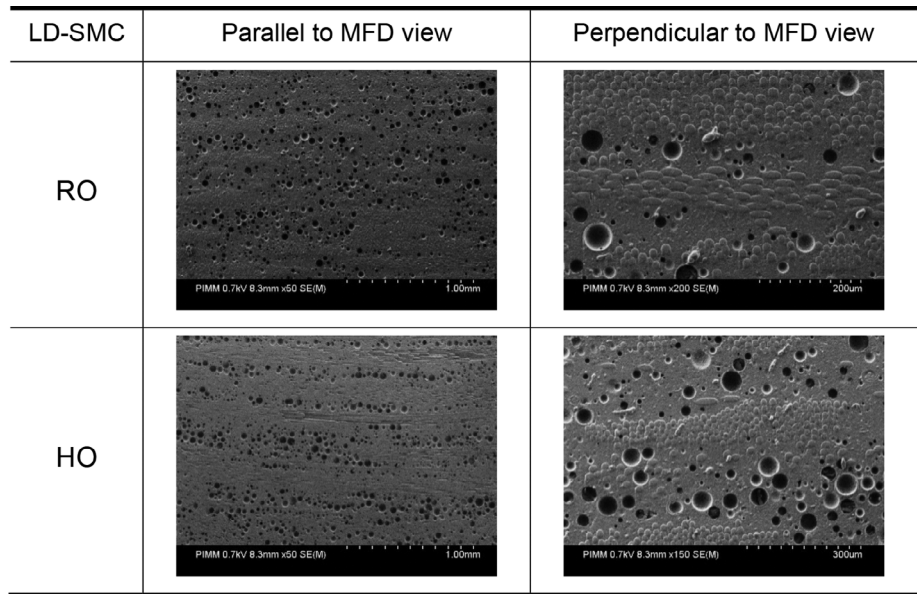 LD-SMC Parallel to MFD view Perpendicular to MFD view
RO
PIMM 0.7kV 8.3mm x50 SE(M) 1.00mm
PIMM 0.7kV 8.3mm x200 SE(M) 200um
HO
PIMM 0.7kV 8.3mm x50 SE(M) 1.00mm
PIMM 0.7kV 8.3mm x150 SE(M) 300um